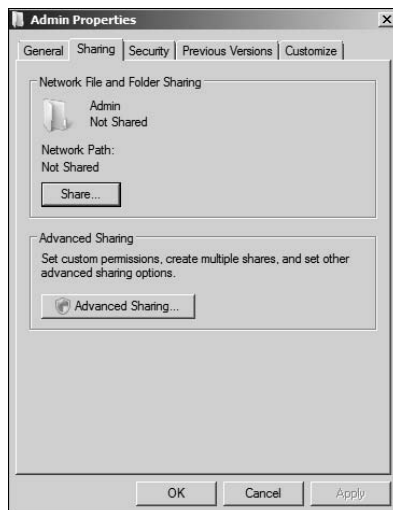 Admin Properties
General Sharing Security Previous Versions Customize
Network File and Folder Sharing
Admin
Not Shared
Network Path:
Not Shared
Share...
Advanced Sharing
Set custom permissions, create multiple shares, and set other
advanced sharing options.
Advanced Sharing...
OK Cancel Apply